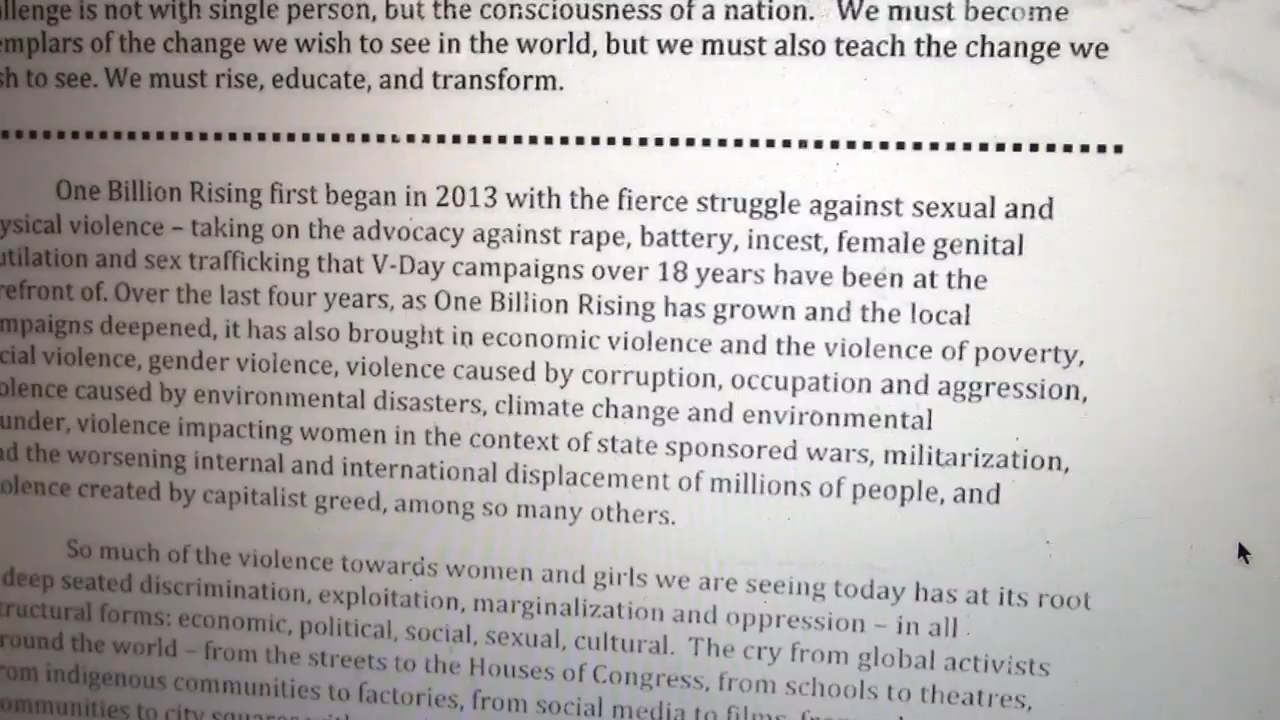 llenge is not with single person, but the consciousness of a nation. We must become
mplars of the change we wish to see in the world, but we must also teach the change we
sh to see. We must rise, educate, and transform.
One Billion Rising first began in 2013 with the fierce struggle against sexual and
ysical violence – taking on the advocacy against rape, battery, incest, female genital
utilation and sex trafficking that V-Day campaigns over 18 years have been at the
refront of. Over the last four years, as One Billion Rising has grown and the local
mpaigns deepened, it has also brought in economic violence and the violence of poverty,
cial violence, gender violence, violence caused by corruption, occupation and aggression,
olence caused by environmental disasters, climate change and environmental
under, violence impacting women in the context of state sponsored wars, militarization,
nd the worsening internal and international displacement of millions of people, and
olence created by capitalist greed, among so many others.
So much of the violence towards women and girls we are seeing today has at its root
deep seated discrimination, exploitation, marginalization and oppression – in all
tructural forms: economic, political, social, sexual, cultural. The cry from global activists
round the world – from the streets to the Houses of Congress, from schools to theatres,
rom indigenous communities to factories, from social media to films,
ommunities to city squares